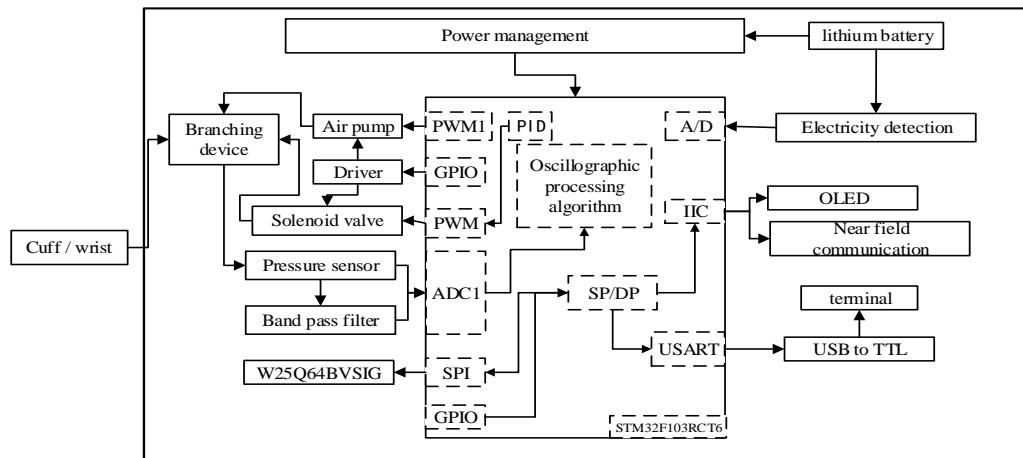 Power management
lithium battery
Branching
device
Air pump
PWM1
PID
A/D
Electricity detection
Driver
GPIO
Oscillographic
processing
algorithm
Solenoid valve
PWM
IIC
OLED
Near field
communication
Cuff / wrist
Pressure sensor
ADC1
SP/DP
terminal
Band pass filter
USART
USB to TTL
W25Q64BVSIG
SPI
GPIO
STM32F103RCT6